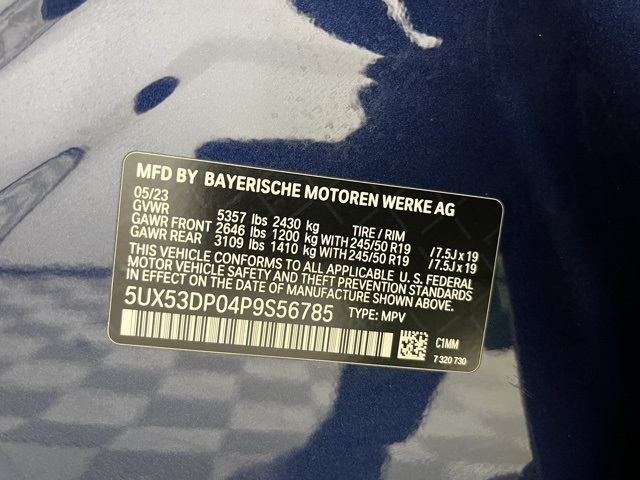 MFD BY BAYERISCHE MOTOREN WERKE AG
05/23
GVWR 5357 lbs 2430 kg TIRE / RIM
GAWR FRONT 2646 lbs 1200 kg WITH 245/50 R19 /7.5J x 19
GAWR REAR 3109 lbs 1410 kg WITH 245/50 R19 /7.5J x 19
THIS VEHICLE CONFORMS TO ALL APPLICABLE U. S. FEDERAL
MOTOR VEHICLE SAFETY AND THEFT PREVENTION STANDARDS
IN EFFECT ON THE DATE OF MANUFACTURE SHOWN ABOVE.
5UX53DP04P9S56785 TYPE: MPV
C1MM
7 320 730